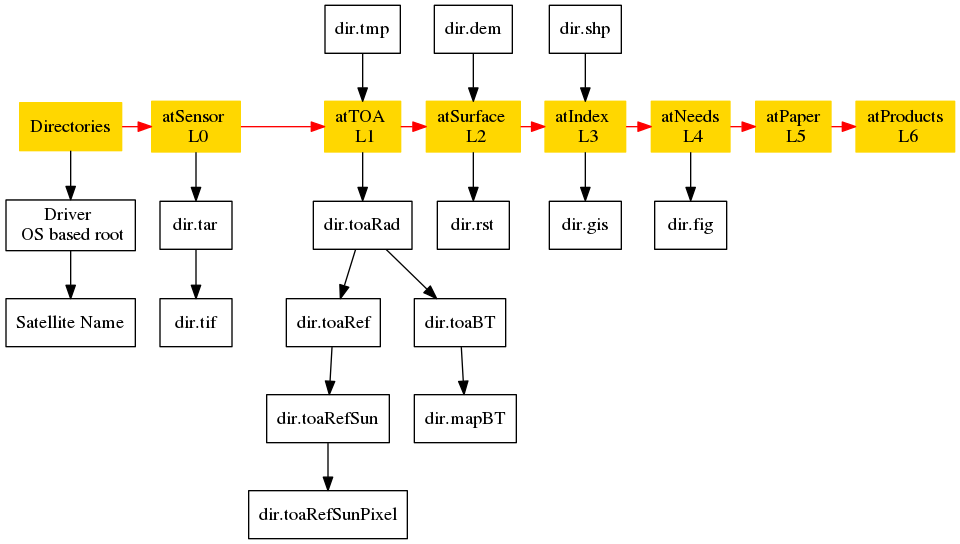 dir.tmp
dir.dem
dir.shp
Directories
atSensor
L0
atTOA
L1
atSurface
L2
atIndex
L3
atNeeds
L4
atPaper
L5
atProducts
L6
Driver
OS based root
dir.tar
dir.toaRad
dir.rst
dir.gis
dir.fig
Satellite Name
dir.tif
dir.toaRef
dir.toaBT
dir.toaRefSun
dir.mapBT
dir.toaRefSunPixel